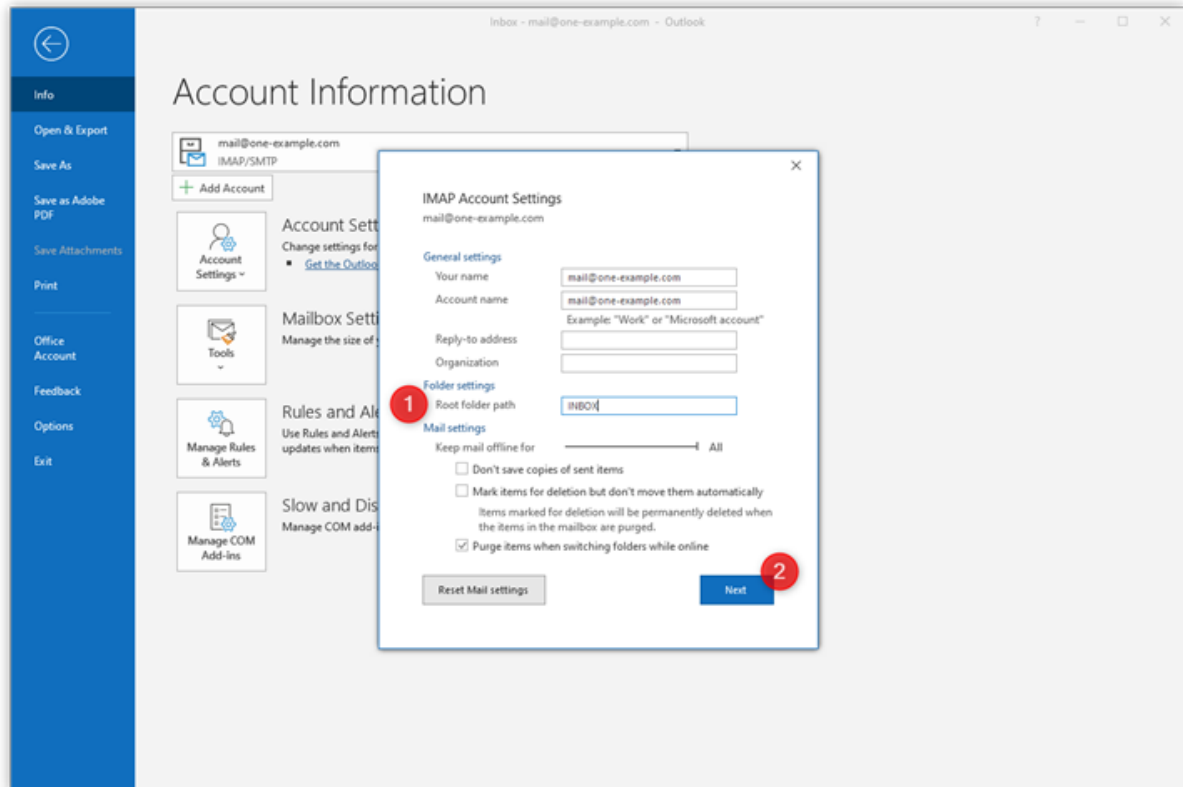 Inbox - mail@one-example.com - Outlook
?
Info
Open & Export
Save As
Save as Adobe
PDF
Save Attachments
Print
Office
Account
Feedback
Options
Exit
Account Information
mail@one-example.com
IMAP/SMTP
Add Account
Account
Settings
Account Sett
Change settings for
Get the Outloo
Tools
Mailbox Setti
Manage the size of
Manage Rules
& Alerts
Rules and Ale
Use Rules and Alerts
updates when items
Manage COM
Add-ins
Slow and Dis
Manage COM add-i
IMAP Account Settings
mail@one-example.com
General settings
Your name mail@one-example.com
Account name mail@one-example.com
Example: "Work" or "Microsoft account"
Reply-to address
Organization
Folder settings
1 Root folder path INBOX
Mail settings
Keep mail offline for All
Don't save copies of sent items
Mark items for deletion but don't move them automatically
Items marked for deletion will be permanently deleted when
the items in the mailbox are purged.
Purge items when switching folders while online
2
Reset Mail settings Next